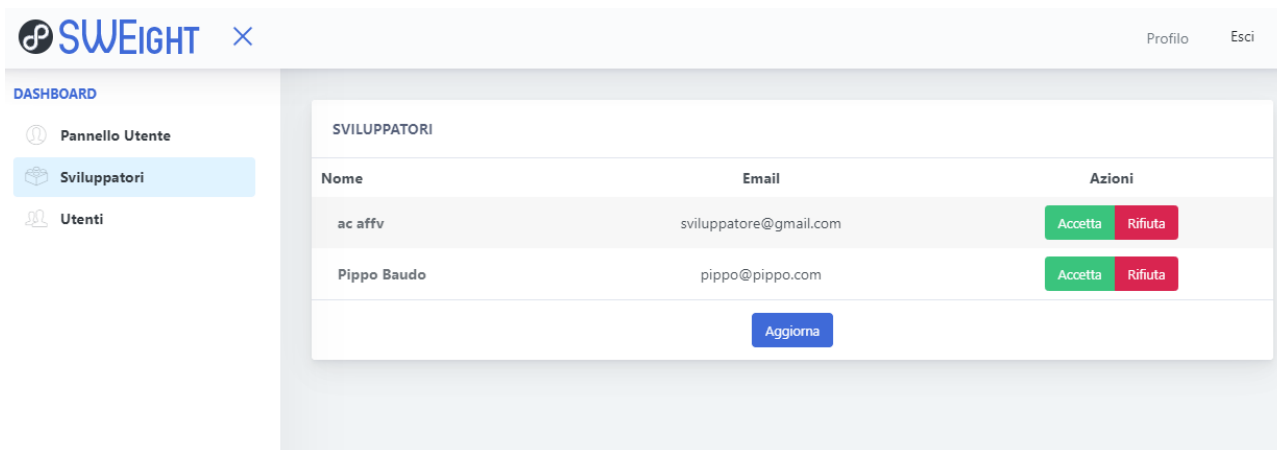 SWEIGHT
Profilo Esci
DASHBOARD
Pannello Utente
Sviluppatori
Utenti
SVILUPPATORI
Nome Email Azioni
ac affv sviluppatore@gmail.com Accetta Rifiuta
Pippo Baudo pippo@pippo.com Accetta Rifiuta
Aggiorna